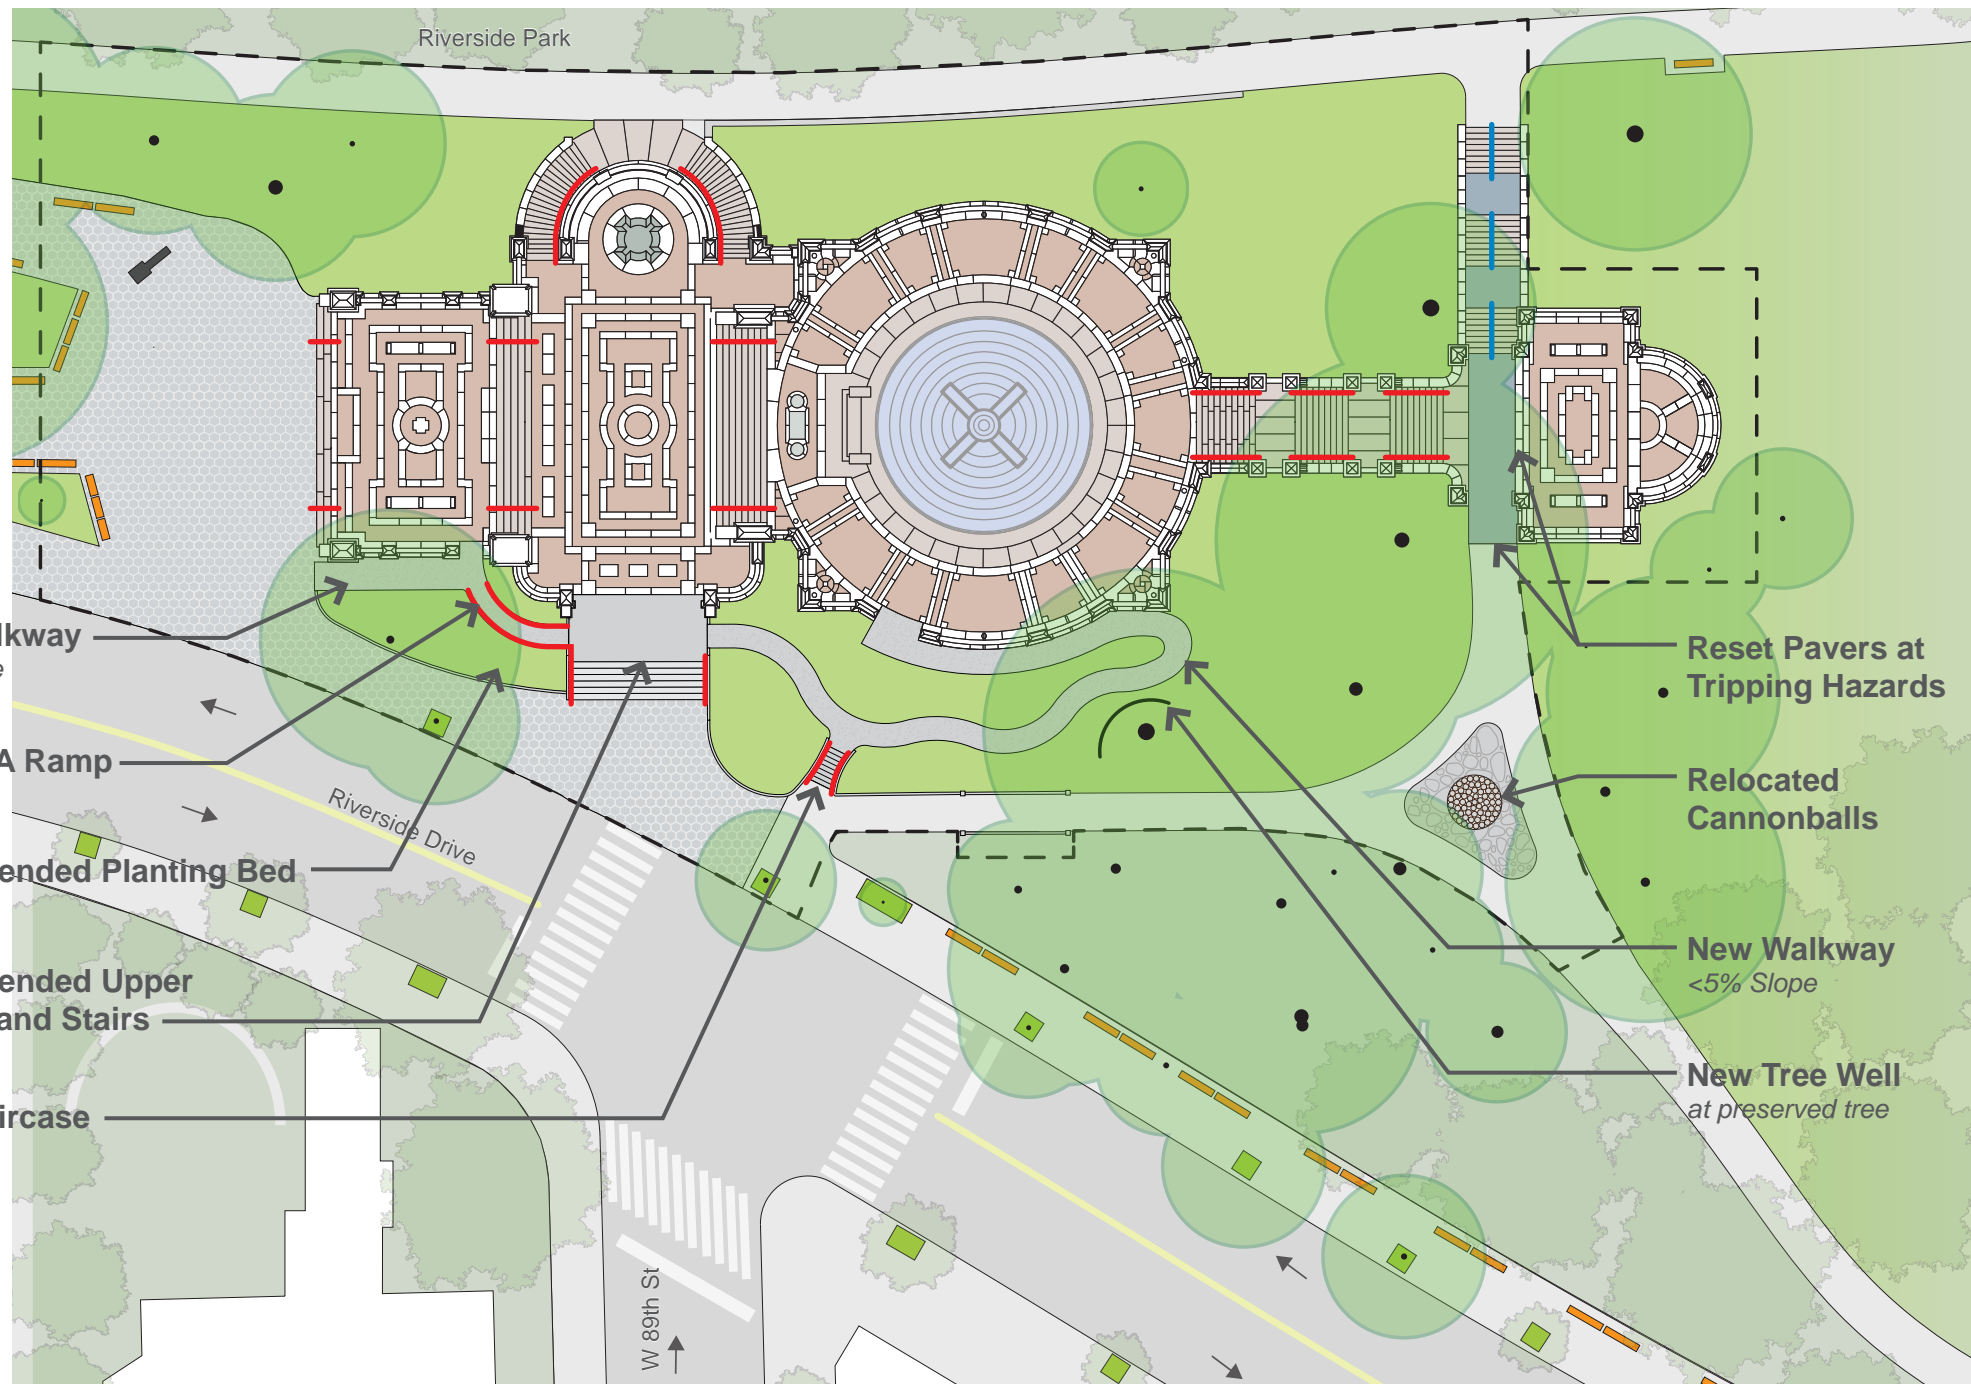 Riverside Park
lkway
e
A Ramp
ended Planting Bed
ended Upper
and Stairs
ircase
Riverside Drive
W 89th St
Reset Pavers at
Tripping Hazards
Relocated
Cannonballs
New Walkway
<5% Slope
New Tree Well
at preserved tree